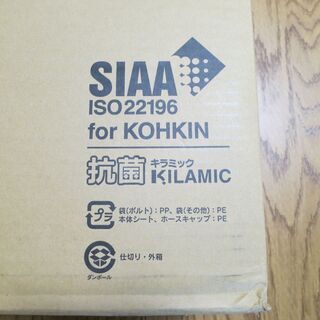 SIAA
ISO 22196
for KOHKIN
抗菌 キラミック KILAMIC
プラ
袋(ボルト):PP、袋(その他):PE
本体シート、ホースキャップ:PE
仕切り・外箱
ダンボール